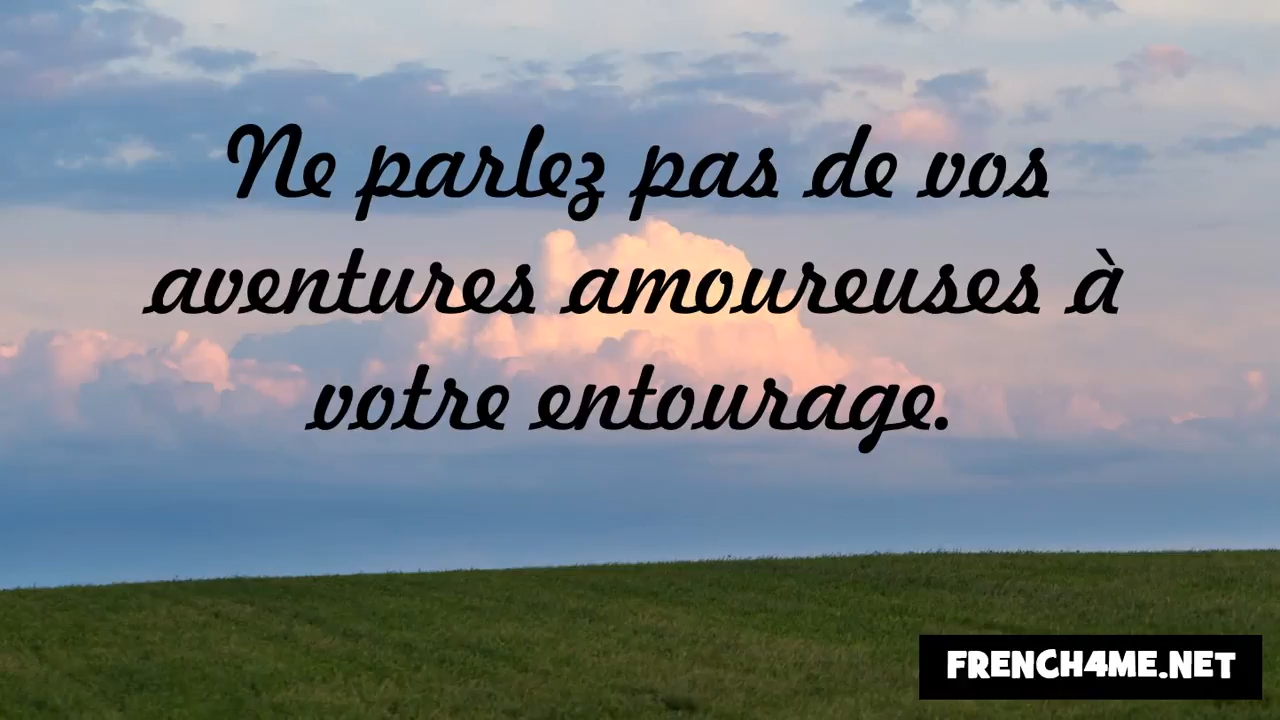 Ne parlez pas de vos
aventures amoureuses à
votre entourage.
FRENCH4ME.NET